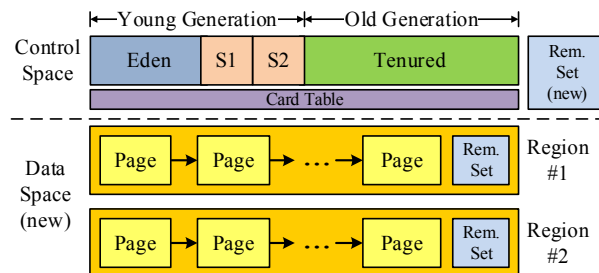 Young Generation Old Generation
Control
Space
Eden S1 S2 Tenured
Rem.
Set
(new)
Card Table
Data
Space
(new)
Page Page ... Page
Rem.
Set
Region
#1
Page Page ... Page
Rem.
Set
Region
#2